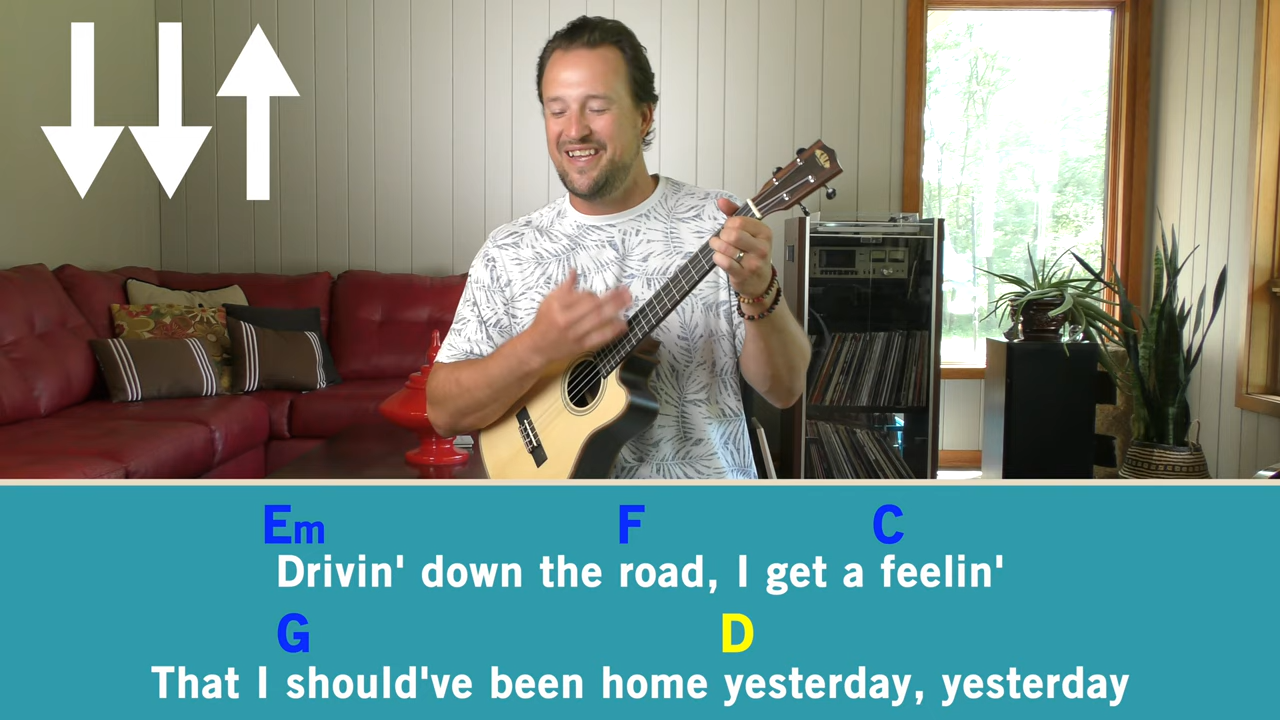 Em F C
Drivin' down the road, I get a feelin'
G D
That I should've been home yesterday, yesterday